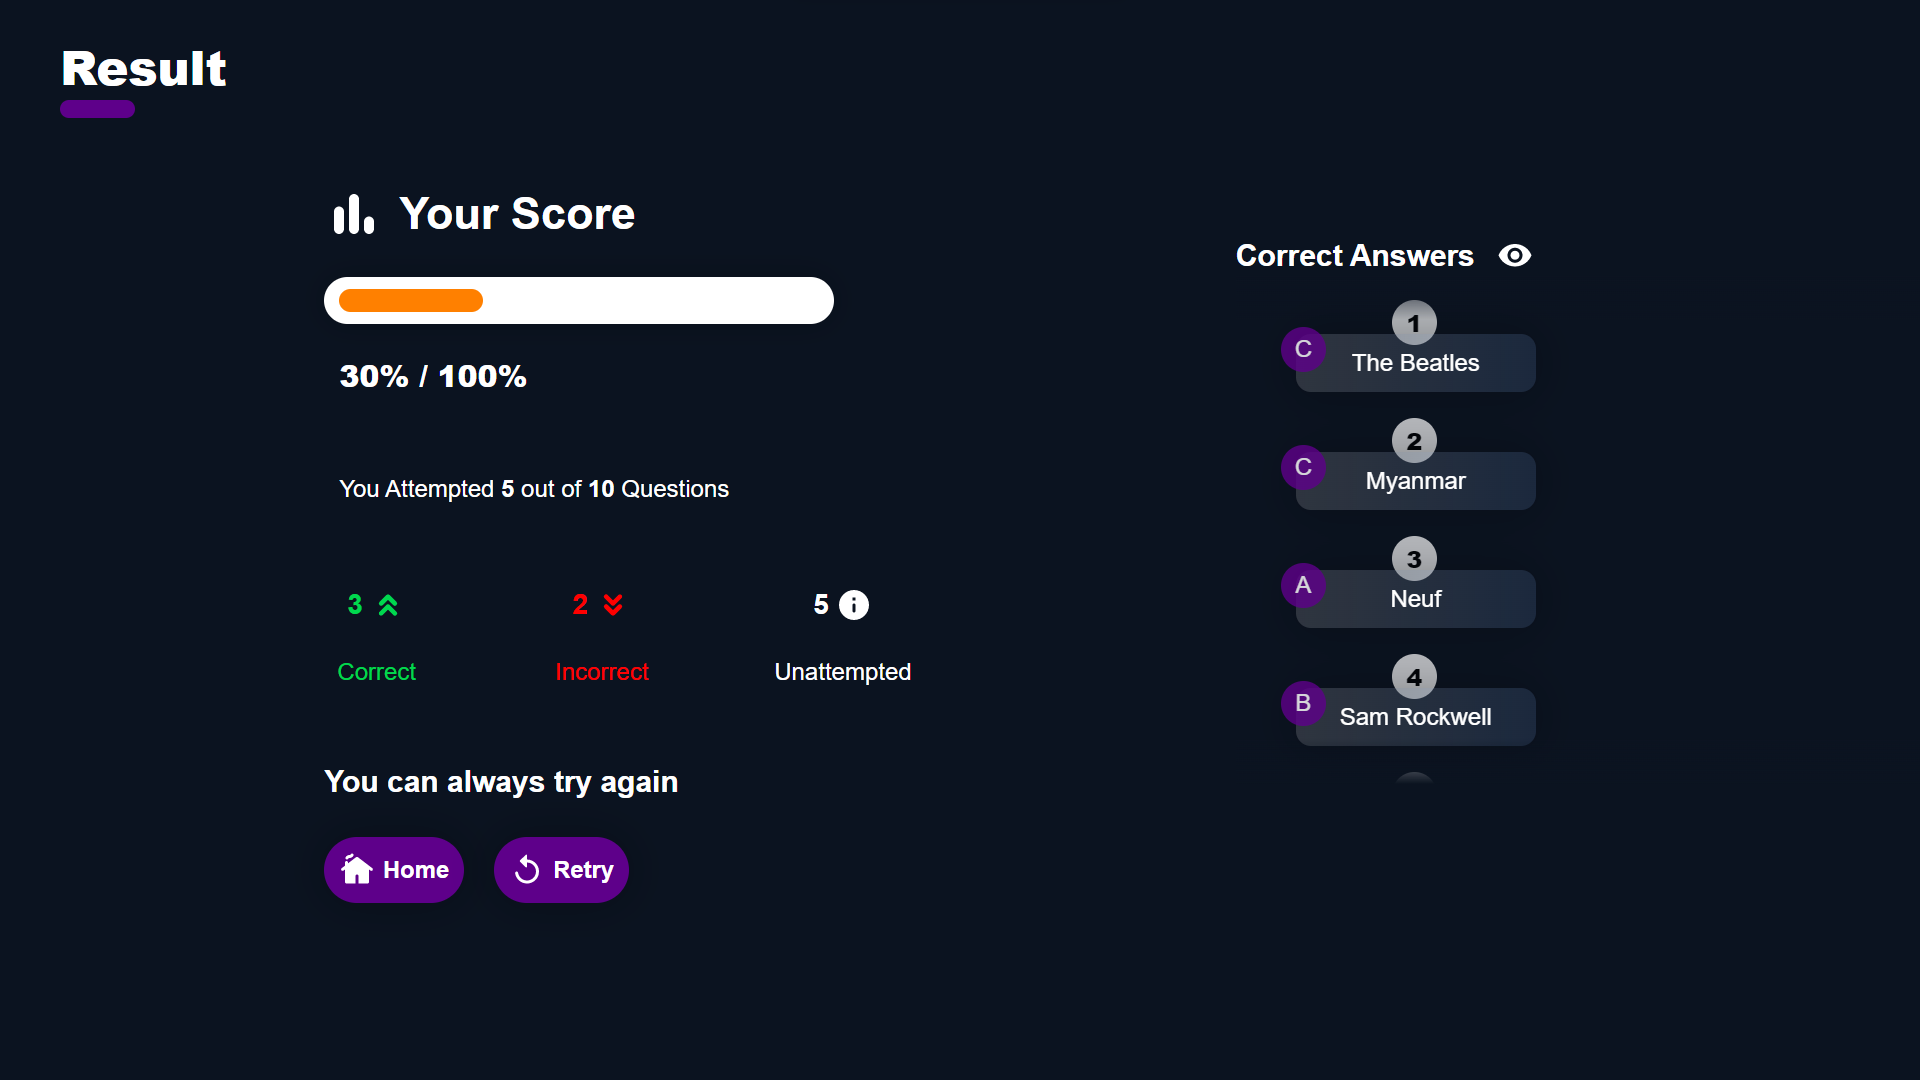 Result
Your Score
30% / 100%
You Attempted 5 out of 10 Questions
3
Correct
2
Incorrect
5
Unattempted
You can always try again
Home
Retry
Correct Answers
1
C
The Beatles
2
C
Myanmar
3
A
Neuf
4
B
Sam Rockwell